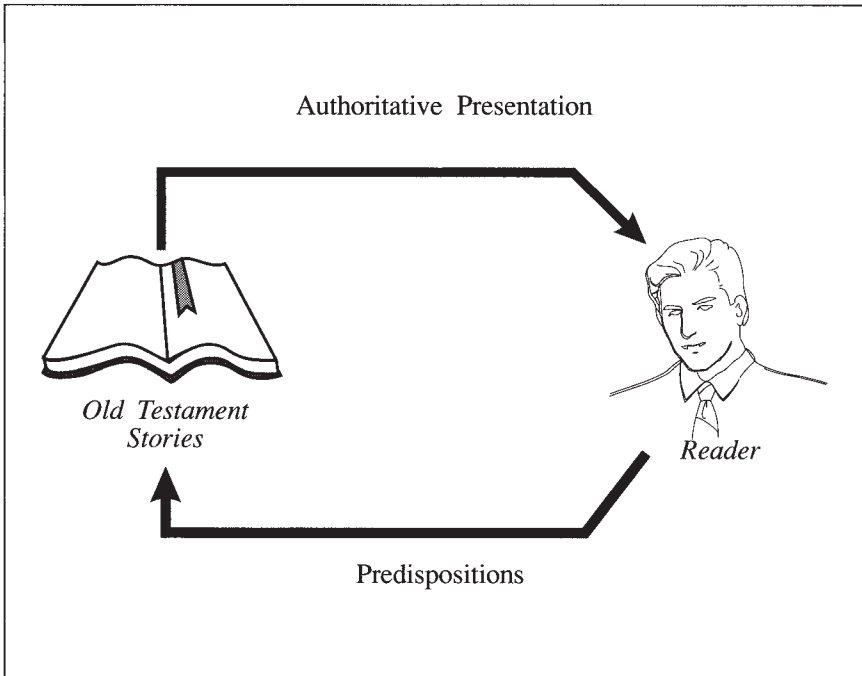 Authoritative Presentation
Old Testament
Stories
Reader
Predispositions